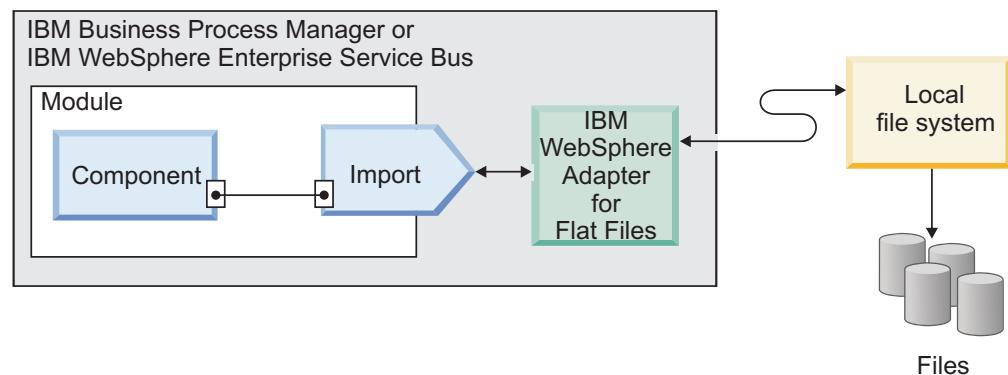 IBM Business Process Manager or
IBM WebSphere Enterprise Service Bus
Module
Component
Import
IBM
WebSphere
Adapter
for
Flat Files
Local
file system
Files